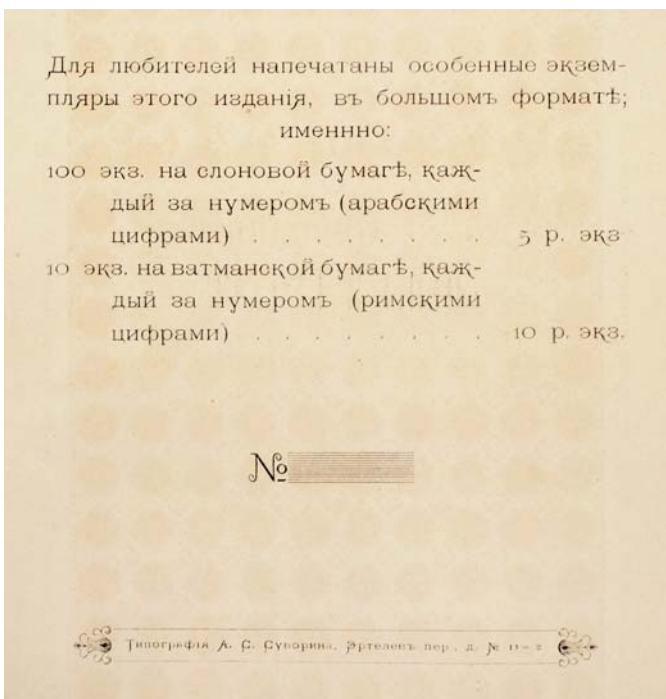 Для любителей напечатаны особенные экзем-
пляры этого изданія, въ большомъ форматѣ;
именнно:
100 экз. на слоновой бумагѣ, каж-
дый за нумеромъ (арабскими
цифрами) . . . . . . . . 5 р. экз
10 экз. на ватманской бумагѣ, каж-
дый за нумеромъ (римскими
цифрами) . . . . . . . . 10 р. экз.
№
Типографія А. С. Суворина, Эртелевъ пер., д. №